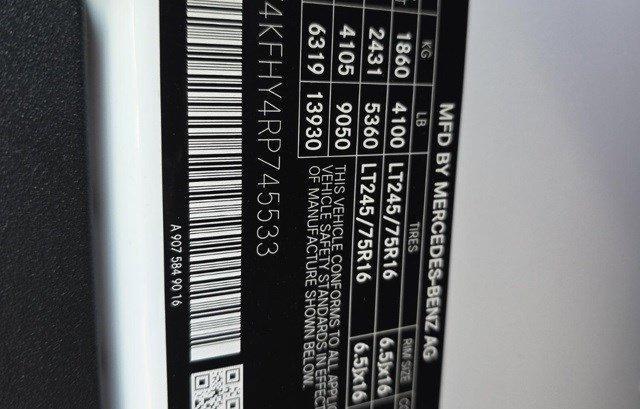 MFD BY MERCEDES-BENZ AG
KG LB TIRES RIM SIZE
1860 4100 LT245/75R16 6.5Jx16
2431 5360 LT245/75R16 6.5Jx16
4105 9050
6319 13930
THIS VEHICLE CONFORMS TO ALL
VEHICLE SAFETY STANDARDS IN EFFECT
OF MANUFACTURE SHOWN BELOW.
4KFHY4RP745533
A 907 584 90 16